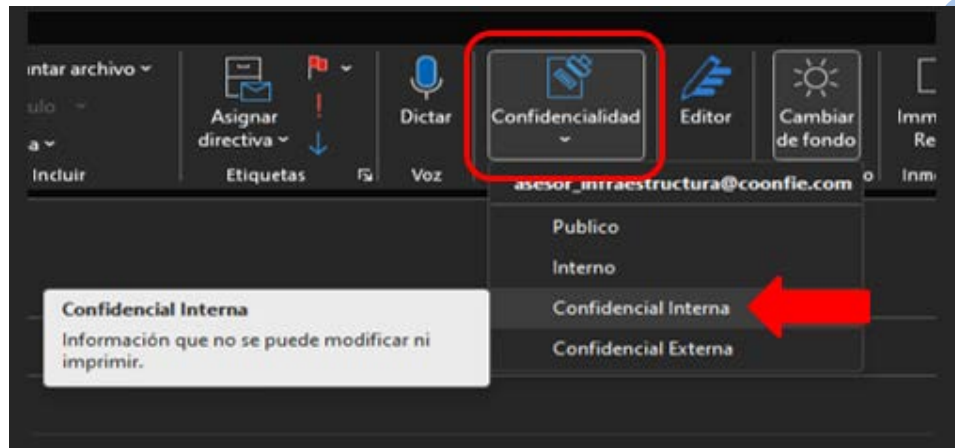 ntar archivo
ulo
a
Incluir
Asignar
directiva
Etiquetas
Dictar
Voz
Confidencialidad
Editor
Cambiar
de fondo
o
Imm
Re
Inm
asesor_infraestructura@coonfie.com
Publico
Interno
Confidencial Interna
Confidencial Externa
Confidencial Interna
Información que no se puede modificar ni
imprimir.